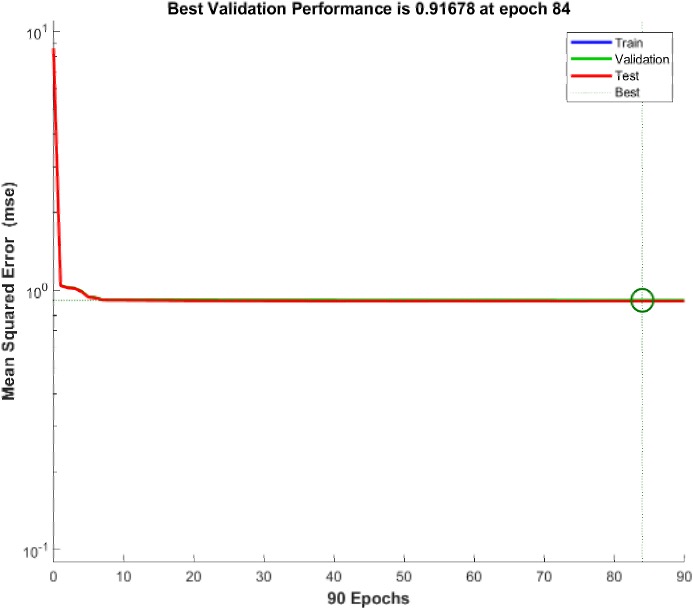 Best Validation Performance is 0.91678 at epoch 84
10^1
Train
Validation
Test
Best
10^0
10^-1
Mean Squared Error (mse)
0 10 20 30 40 50 60 70 80 90
90 Epochs